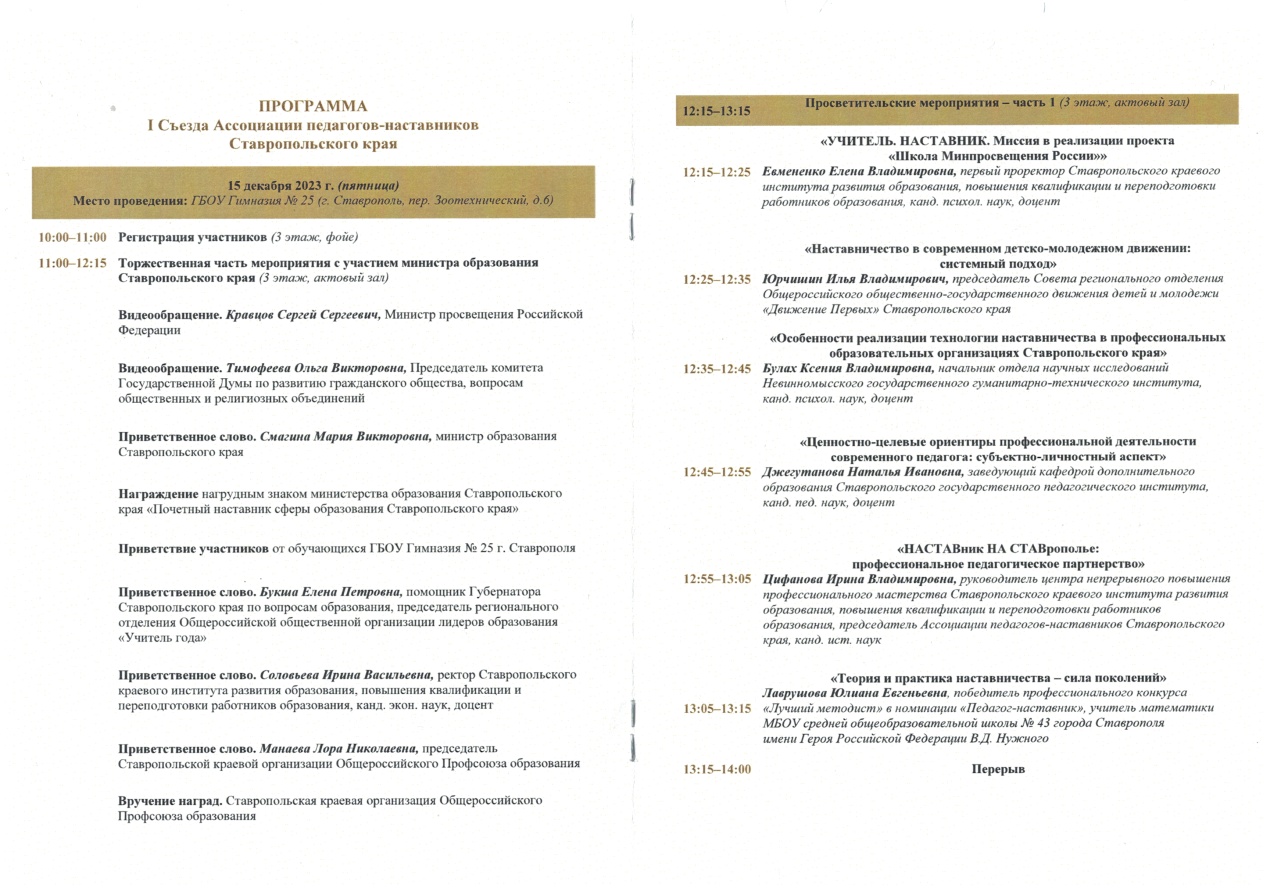 ПРОГРАММА
I Съезда Ассоциации педагогов-наставников
Ставропольского края
15 декабря 2023 г. (пятница)
Место проведения: ГБОУ Гимназия № 25 (г. Ставрополь, пер. Зоотехнический, д.6)
10:00–11:00 Регистрация участников (3 этаж, фойе)
11:00–12:15 Торжественная часть мероприятия с участием министра образования
Ставропольского края (3 этаж, актовый зал)
Видеообращение. Кравцов Сергей Сергеевич, Министр просвещения Российской
Федерации
Видеообращение. Тимофеева Ольга Викторовна, Председатель комитета
Государственной Думы по развитию гражданского общества, вопросам
общественных и религиозных объединений
Приветственное слово. Смагина Мария Викторовна, министр образования
Ставропольского края
Награждение нагрудным знаком министерства образования Ставропольского
края «Почетный наставник сферы образования Ставропольского края»
Приветствие участников от обучающихся ГБОУ Гимназия № 25 г. Ставрополя
Приветственное слово. Букша Елена Петровна, помощник Губернатора
Ставропольского края по вопросам образования, председатель регионального
отделения Общероссийской общественной организации лидеров образования
«Учитель года»
Приветственное слово. Соловьева Ирина Васильевна, ректор Ставропольского
краевого института развития образования, повышения квалификации и
переподготовки работников образования, канд. экон. наук, доцент
Приветственное слово. Манаева Лора Николаевна, председатель
Ставропольской краевой организации Общероссийского Профсоюза образования
Вручение наград. Ставропольская краевая организация Общероссийского
Профсоюза образования
12:15–13:15 Просветительские мероприятия – часть 1 (3 этаж, актовый зал)
«УЧИТЕЛЬ. НАСТАВНИК. Миссия в реализации проекта
«Школа Минпросвещения России»»
12:15–12:25 Евмененко Елена Владимировна, первый проректор Ставропольского краевого
института развития образования, повышения квалификации и переподготовки
работников образования, канд. психол. наук, доцент
«Наставничество в современном детско-молодежном движении:
системный подход»
12:25–12:35 Юрчишин Илья Владимирович, председатель Совета регионального отделения
Общероссийского общественно-государственного движения детей и молодежи
«Движение Первых» Ставропольского края
«Особенности реализации технологии наставничества в профессиональных
образовательных организациях Ставропольского края»
12:35–12:45 Булах Ксения Владимировна, начальник отдела научных исследований
Невинномысского государственного гуманитарно-технического института,
канд. психол. наук, доцент
«Ценностно-целевые ориентиры профессиональной деятельности
современного педагога: субъектно-личностный аспект»
12:45–12:55 Джегутанова Наталья Ивановна, заведующий кафедрой дополнительного
образования Ставропольского государственного педагогического института,
канд. пед. наук, доцент
«НАСТАВник НА СТАВрополье:
профессиональное педагогическое партнерство»
12:55–13:05 Цифанова Ирина Владимировна, руководитель центра непрерывного повышения
профессионального мастерства Ставропольского краевого института развития
образования, повышения квалификации и переподготовки работников
образования, председатель Ассоциации педагогов-наставников Ставропольского
края, канд. ист. наук
«Теория и практика наставничества – сила поколений»
Лаврушова Юлиана Евгеньевна, победитель профессионального конкурса
13:05–13:15 «Лучший методист» в номинации «Педагог-наставник», учитель математики
МБОУ средней общеобразовательной школы № 43 города Ставрополя
имени Героя Российской Федерации В.Д. Нужного
13:15–14:00 Перерыв